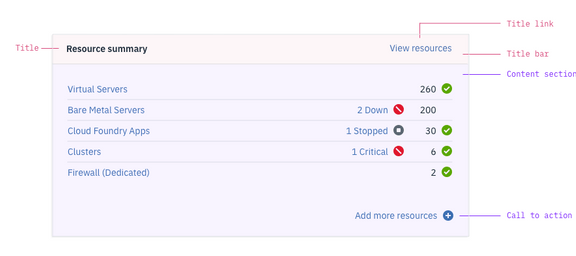 Title link
Title Resource summary View resources
Title bar
Content section
Virtual Servers 260
Bare Metal Servers 2 Down 200
Cloud Foundry Apps 1 Stopped 30
Clusters 1 Critical 6
Firewall (Dedicated) 2
Add more resources Call to action